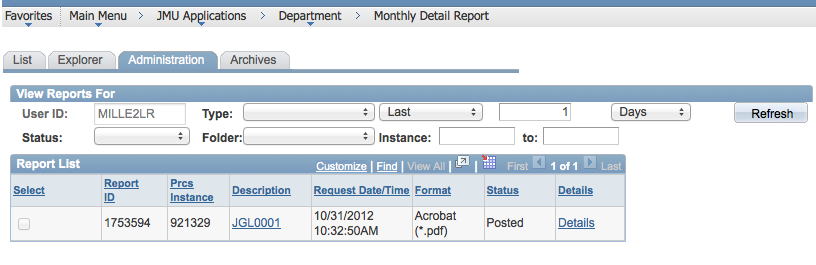 Favorites Main Menu > JMU Applications > Department > Monthly Detail Report
List Explorer Administration Archives
View Reports For
User ID: MILLE2LR Type: Last 1 Days Refresh
Status: Folder: Instance: to:
Report List Customize | Find | View All | | First 1 of 1 Last
Select Report ID Prcs Instance Description Request Date/Time Format Status Details
1753594 921329 JGL0001 10/31/2012 10:32:50AM Acrobat (*.pdf) Posted Details